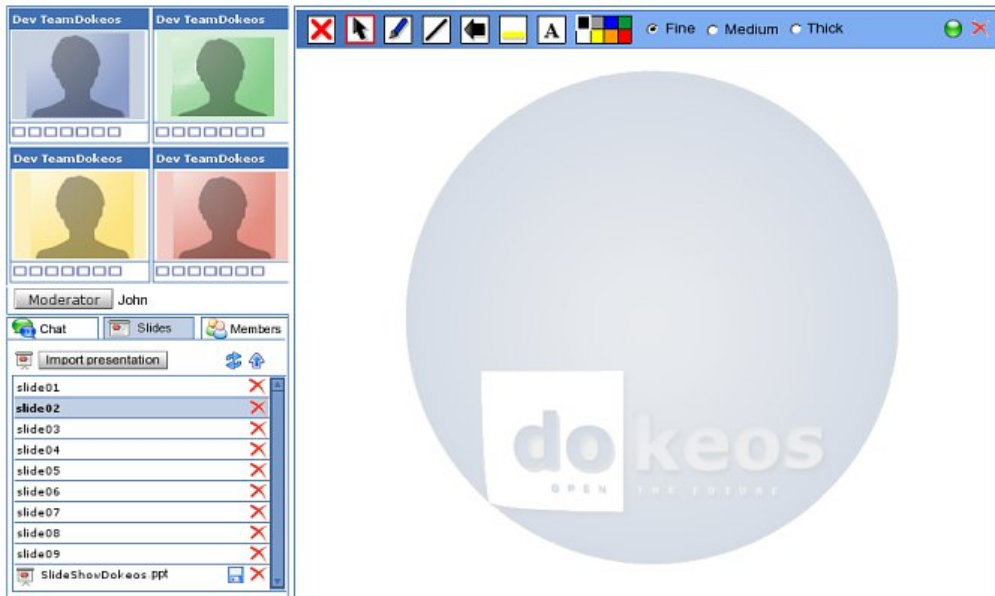 Dev TeamDokeos
Dev TeamDokeos
Dev TeamDokeos
Dev TeamDokeos
Moderator John
Chat Slides Members
Import presentation
slide01
slide02
slide03
slide04
slide05
slide06
slide07
slide08
slide09
SlideShowDokeos.ppt
A Fine Medium Thick
dokeos
OPEN THE FUTURE